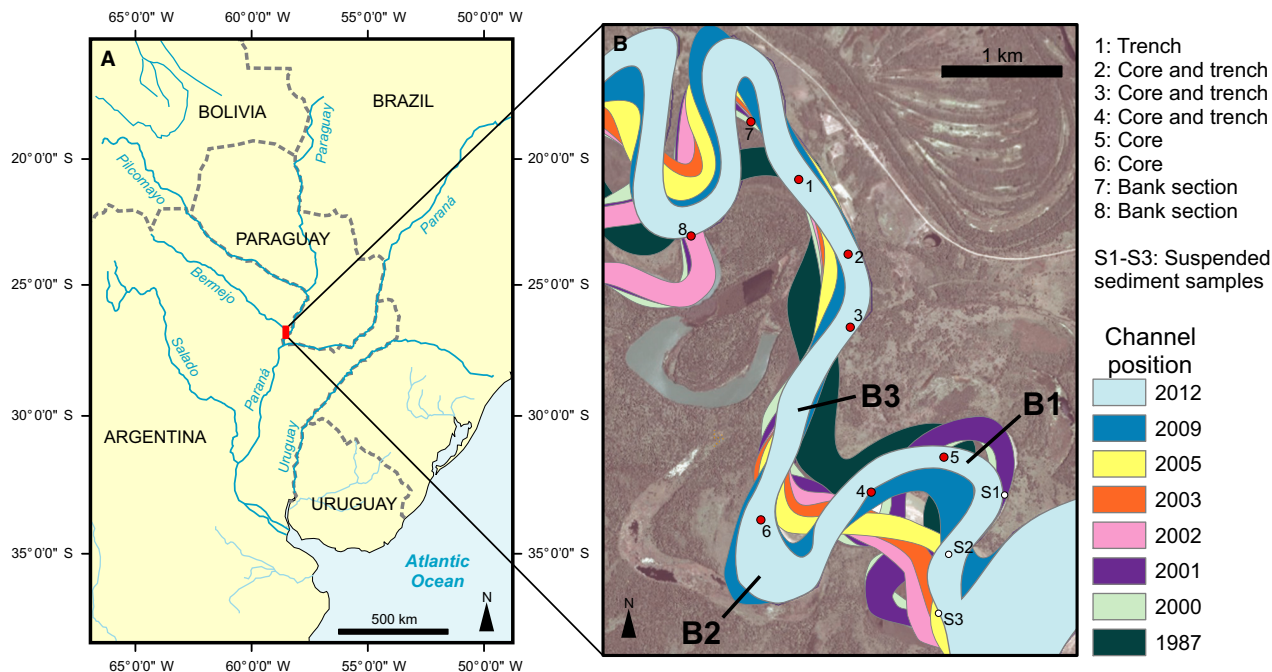 65°0'0" W
60°0'0" W
55°0'0" W
50°0'0" W
A
BOLIVIA
BRAZIL
Paraguay
20°0'0" S
20°0'0" S
Pilcomayo
Paraná
PARAGUAY
25°0'0" S
25°0'0" S
Bermejo
Salado
Paraná
30°0'0" S
30°0'0" S
ARGENTINA
Uruguay
URUGUAY
35°0'0" S
35°0'0" S
Atlantic
Ocean
N
500 km
65°0'0" W
60°0'0" W
55°0'0" W
50°0'0" W
B
1 km
7
1
8
2
3
B3
B1
5
4
S1
6
S2
S3
B2
N
1: Trench
2: Core and trench
3: Core and trench
4: Core and trench
5: Core
6: Core
7: Bank section
8: Bank section
S1-S3: Suspended
sediment samples
Channel
position
2012
2009
2005
2003
2002
2001
2000
1987